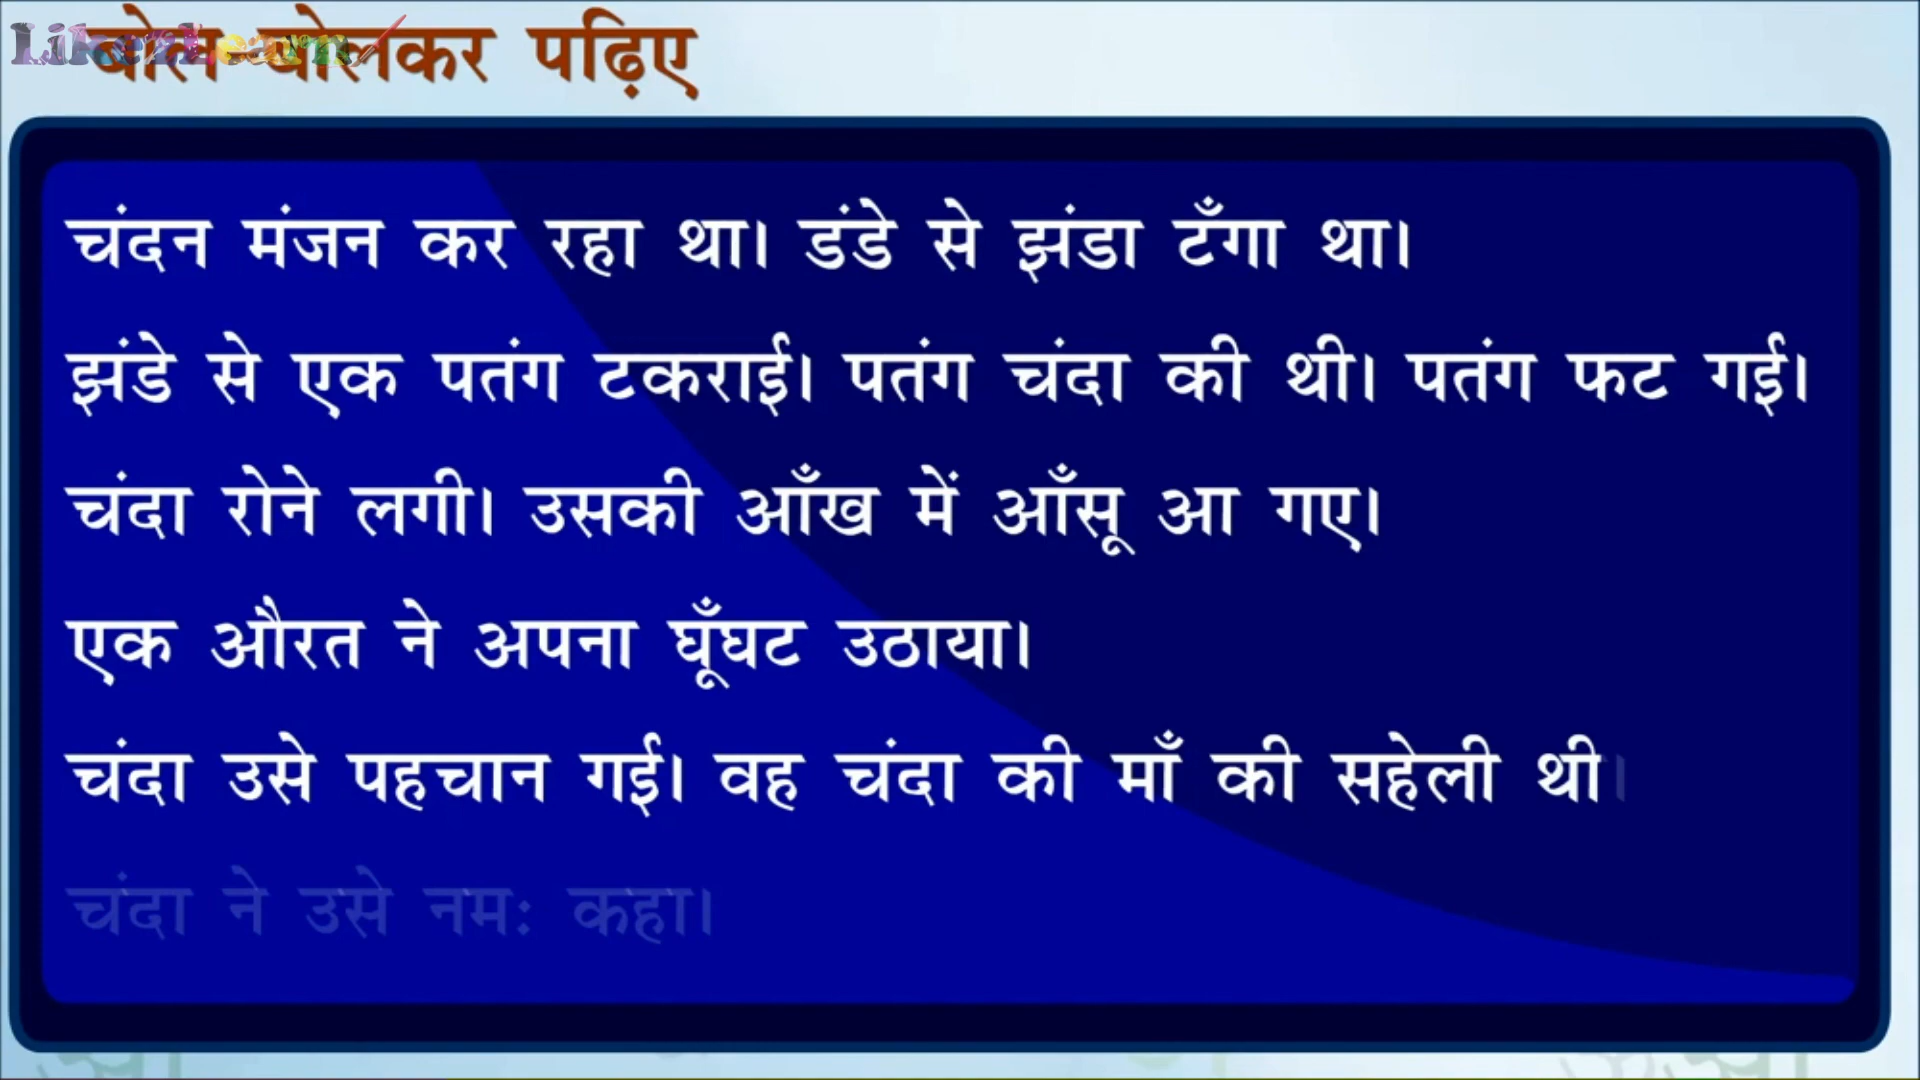 Like2Learn
बोल-बोलकर पढ़िए
चंदन मंजन कर रहा था। डंडे से झंडा टँगा था।
झंडे से एक पतंग टकराई। पतंग चंदा की थी। पतंग फट गई।
चंदा रोने लगी। उसकी आँख में आँसू आ गए।
एक औरत ने अपना घूँघट उठाया।
चंदा उसे पहचान गई। वह चंदा की माँ की सहेली थी।
चंदा ने उसे नमः कहा।